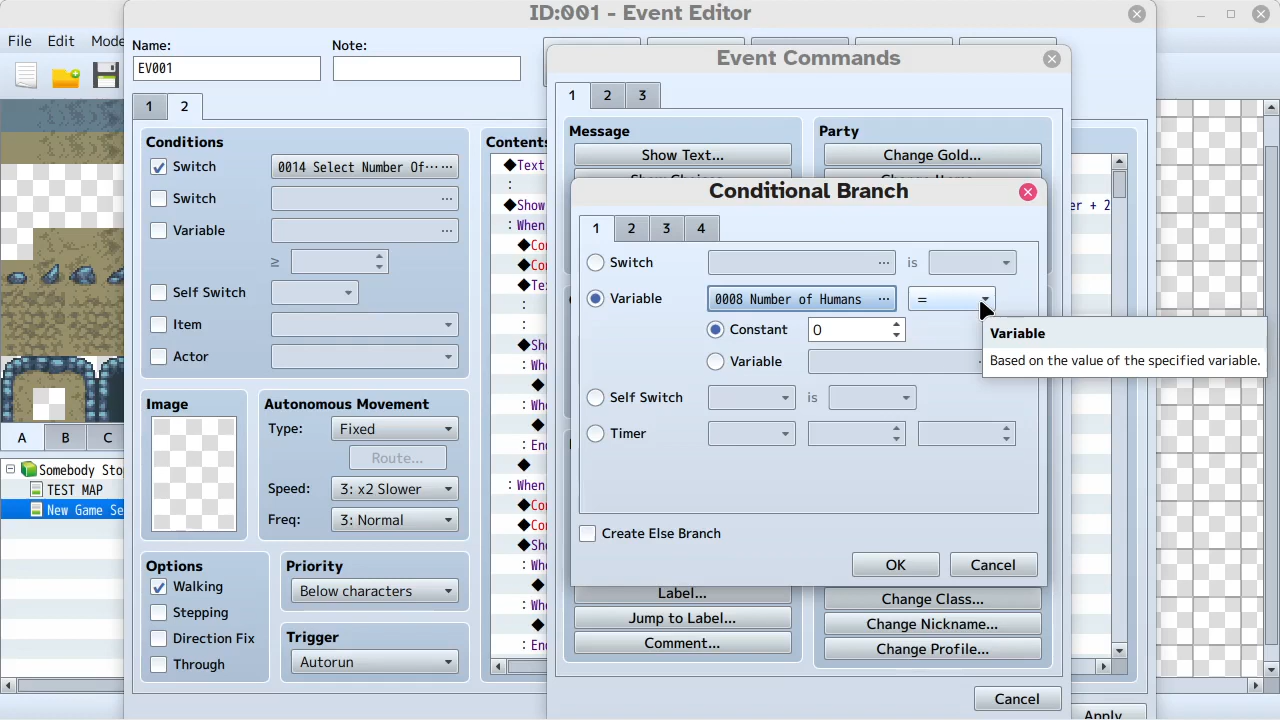 ID:001 - Event Editor
File Edit Mode
Name:
Note:
EV001
1 2
Conditions
Switch
0014 Select Number Of··· ···
Switch
Variable
≥
Self Switch
Item
Actor
Image
Autonomous Movement
Type:
Fixed
Route...
Speed:
3: x2 Slower
Freq:
3: Normal
Options
Walking
Stepping
Direction Fix
Through
Priority
Below characters
Trigger
Autorun
Contents
◆Text
:
◆Show
er + 2
: When
◆Con
◆Con
◆Tex
:
:
◆Sho
: Whe
◆
: Whe
◆
: End
◆
: When
◆Con
◆Con
◆Sho
: Whe
◆
: Whe
◆
: End
A B C
Somebody Sto
TEST MAP
New Game Se
Event Commands
1 2 3
Message
Party
Show Text...
Change Gold...
Conditional Branch
1 2 3 4
Switch
is
Variable
0008 Number of Humans ···
=
Constant
0
Variable
Self Switch
is
Timer
Create Else Branch
OK
Cancel
Variable
Based on the value of the specified variable.
Label...
Change Class...
Jump to Label...
Change Nickname...
Comment...
Change Profile...
Cancel
Apply